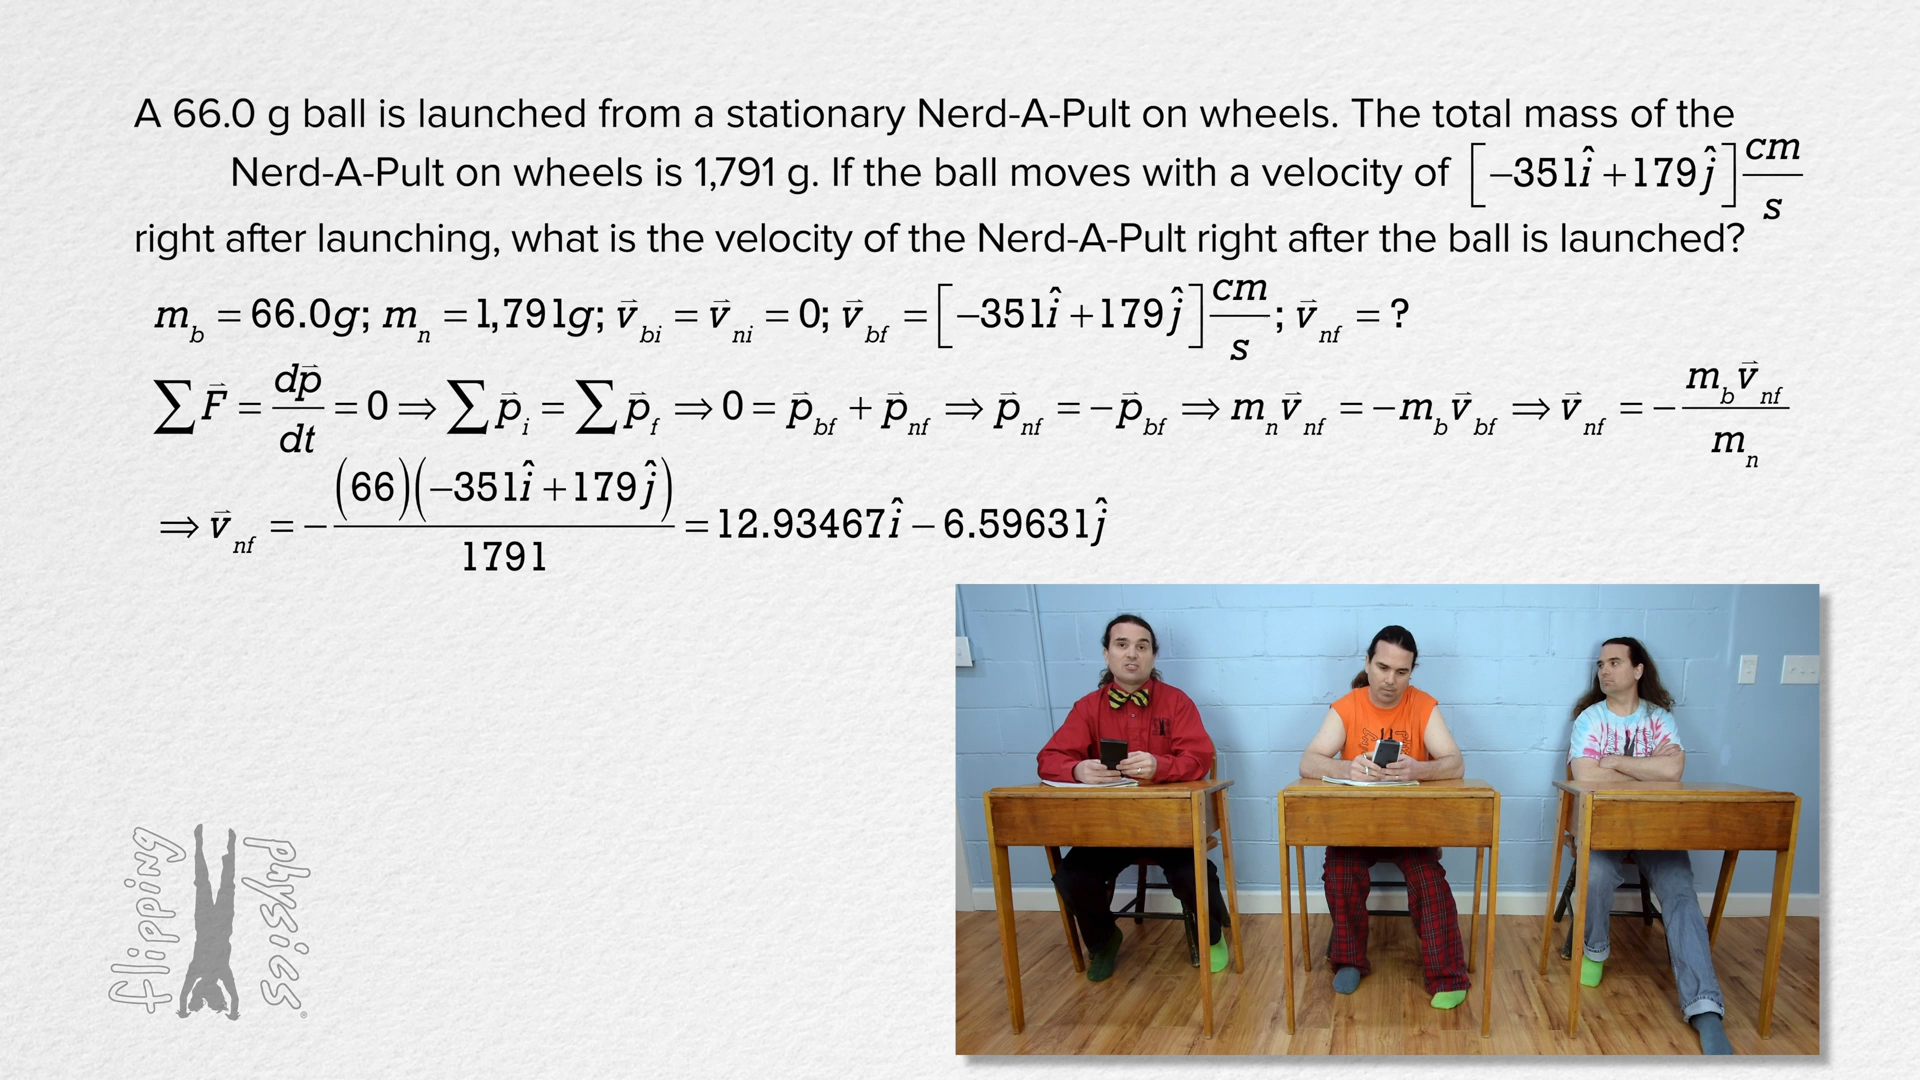 A 66.0 g ball is launched from a stationary Nerd-A-Pult on wheels. The total mass of the
Nerd-A-Pult on wheels is 1,791 g. If the ball moves with a velocity of [−351î + 179ĵ] cm/s
right after launching, what is the velocity of the Nerd-A-Pult right after the ball is launched?
m_b = 66.0g; m_n = 1,791g; v⃗_bi = v⃗_ni = 0; v⃗_bf = [−351î + 179ĵ] cm/s; v⃗_nf = ?
∑F⃗ = dp⃗/dt = 0 ⇒ ∑p⃗_i = ∑p⃗_f ⇒ 0 = p⃗_bf + p⃗_nf ⇒ p⃗_nf = −p⃗_bf ⇒ m_n v⃗_nf = −m_b v⃗_bf ⇒ v⃗_nf = − m_b v⃗_nf / m_n
⇒ v⃗_nf = − (66)(−351î + 179ĵ) / 1791 = 12.93467î − 6.59631ĵ
flipping
physics